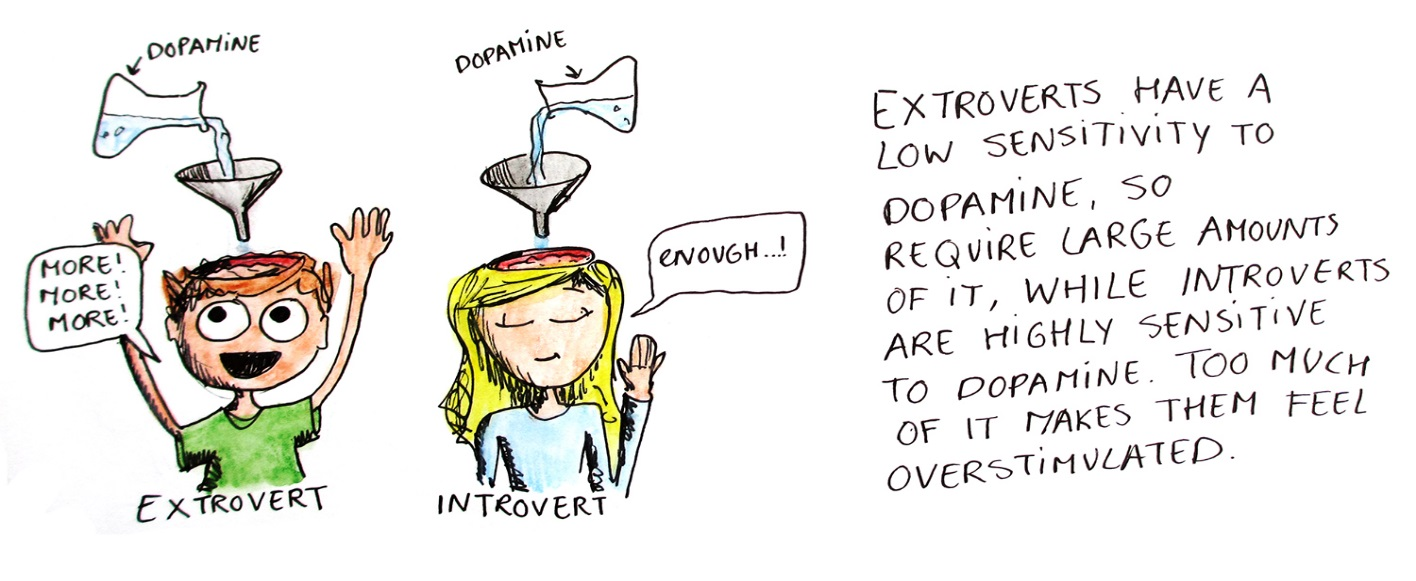 DOPAMINE
MORE!
MORE!
MORE!
EXTROVERT
DOPAMINE
ENOUGH...!
INTROVERT
EXTROVERTS HAVE A
LOW SENSITIVITY TO
DOPAMINE, SO
REQUIRE LARGE AMOUNTS
OF IT, WHILE INTROVERTS
ARE HIGHLY SENSITIVE
TO DOPAMINE. TOO MUCH
OF IT MAKES THEM FEEL
OVERSTIMULATED.